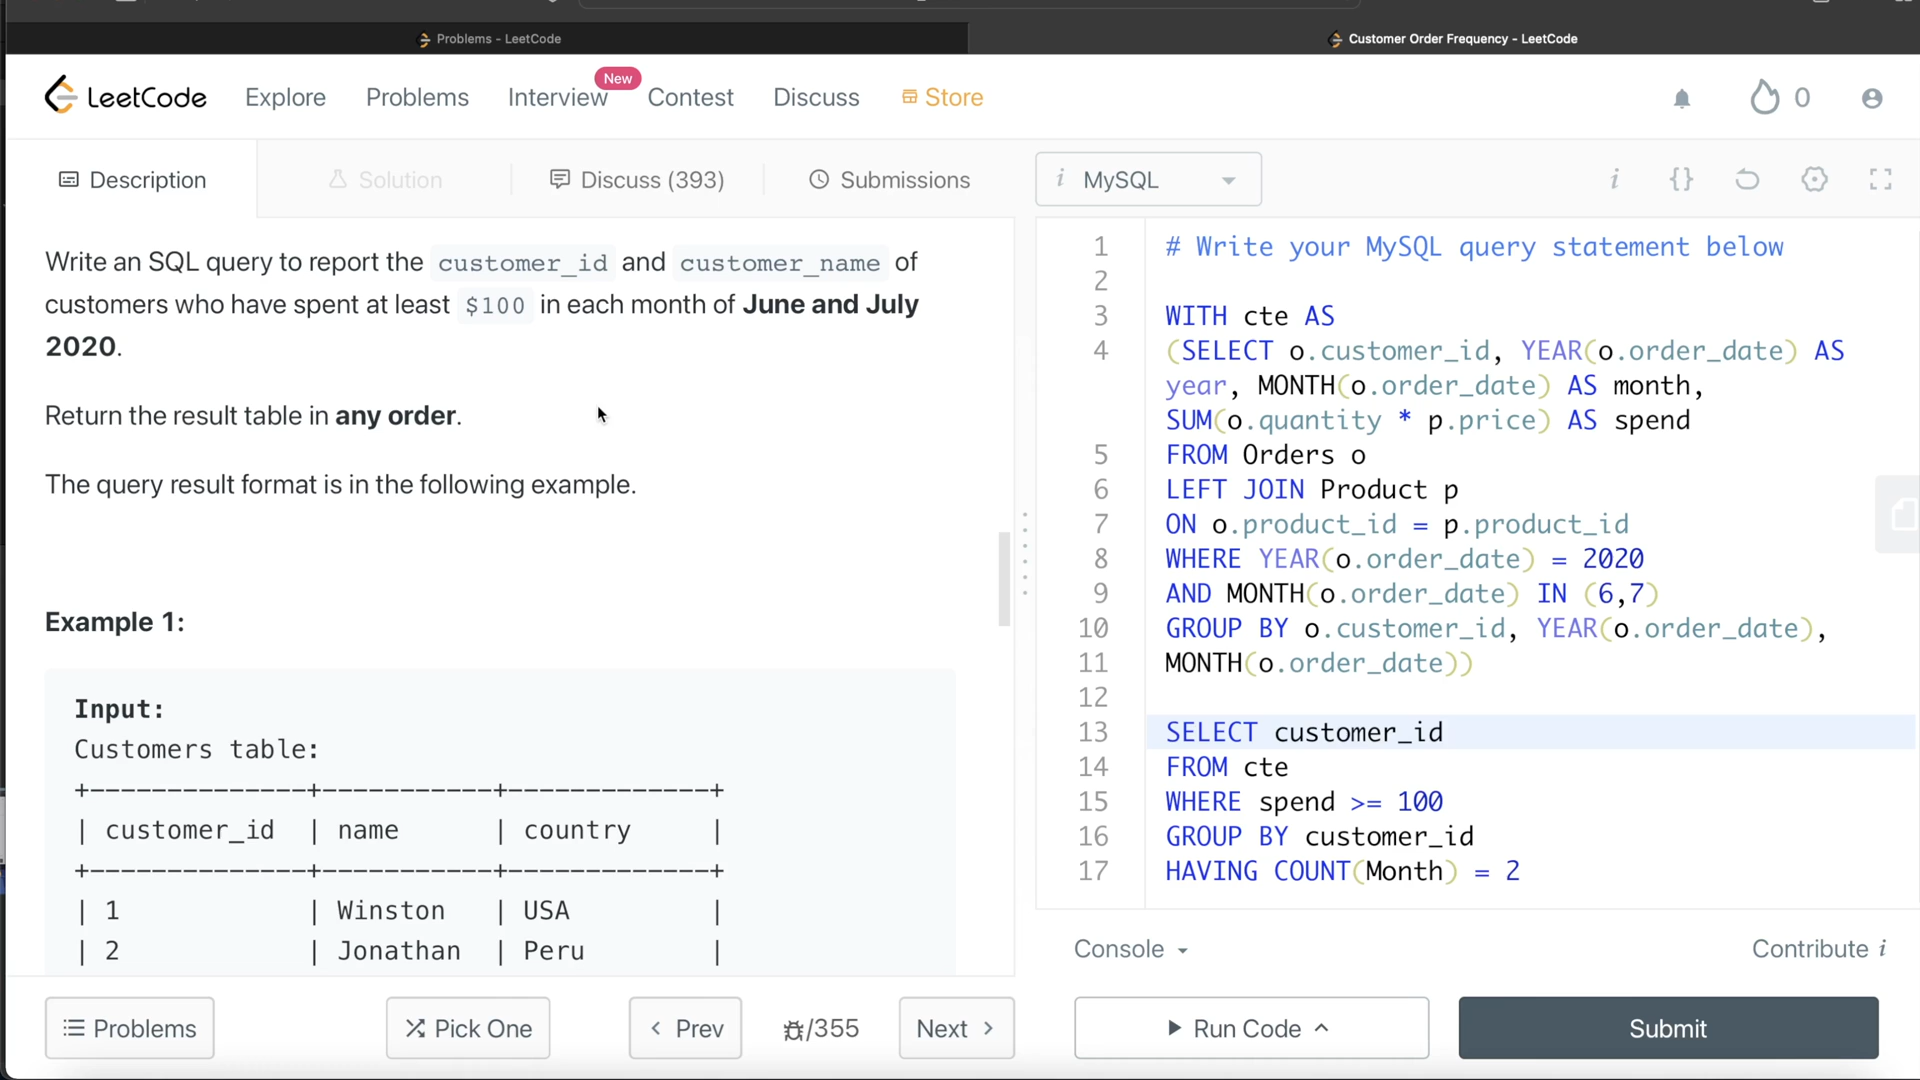 Problems - LeetCode
Customer Order Frequency - LeetCode
LeetCode
Explore
Problems
Interview
New
Contest
Discuss
Store
0
Description
Solution
Discuss (393)
Submissions
i MySQL
i {}
Write an SQL query to report the customer_id and customer_name of
customers who have spent at least $100 in each month of June and July
2020.
Return the result table in any order.
The query result format is in the following example.
Example 1:
Input:
Customers table:
+--------------+-----------+-------------+
| customer_id | name | country |
+--------------+-----------+-------------+
| 1 | Winston | USA |
| 2 | Jonathan | Peru |
1 # Write your MySQL query statement below
2
3 WITH cte AS
4 (SELECT o.customer_id, YEAR(o.order_date) AS
year, MONTH(o.order_date) AS month,
SUM(o.quantity * p.price) AS spend
5 FROM Orders o
6 LEFT JOIN Product p
7 ON o.product_id = p.product_id
8 WHERE YEAR(o.order_date) = 2020
9 AND MONTH(o.order_date) IN (6,7)
10 GROUP BY o.customer_id, YEAR(o.order_date),
11 MONTH(o.order_date))
12
13 SELECT customer_id
14 FROM cte
15 WHERE spend >= 100
16 GROUP BY customer_id
17 HAVING COUNT(Month) = 2
Console
Contribute i
Problems
Pick One
Prev
/355
Next
Run Code
Submit